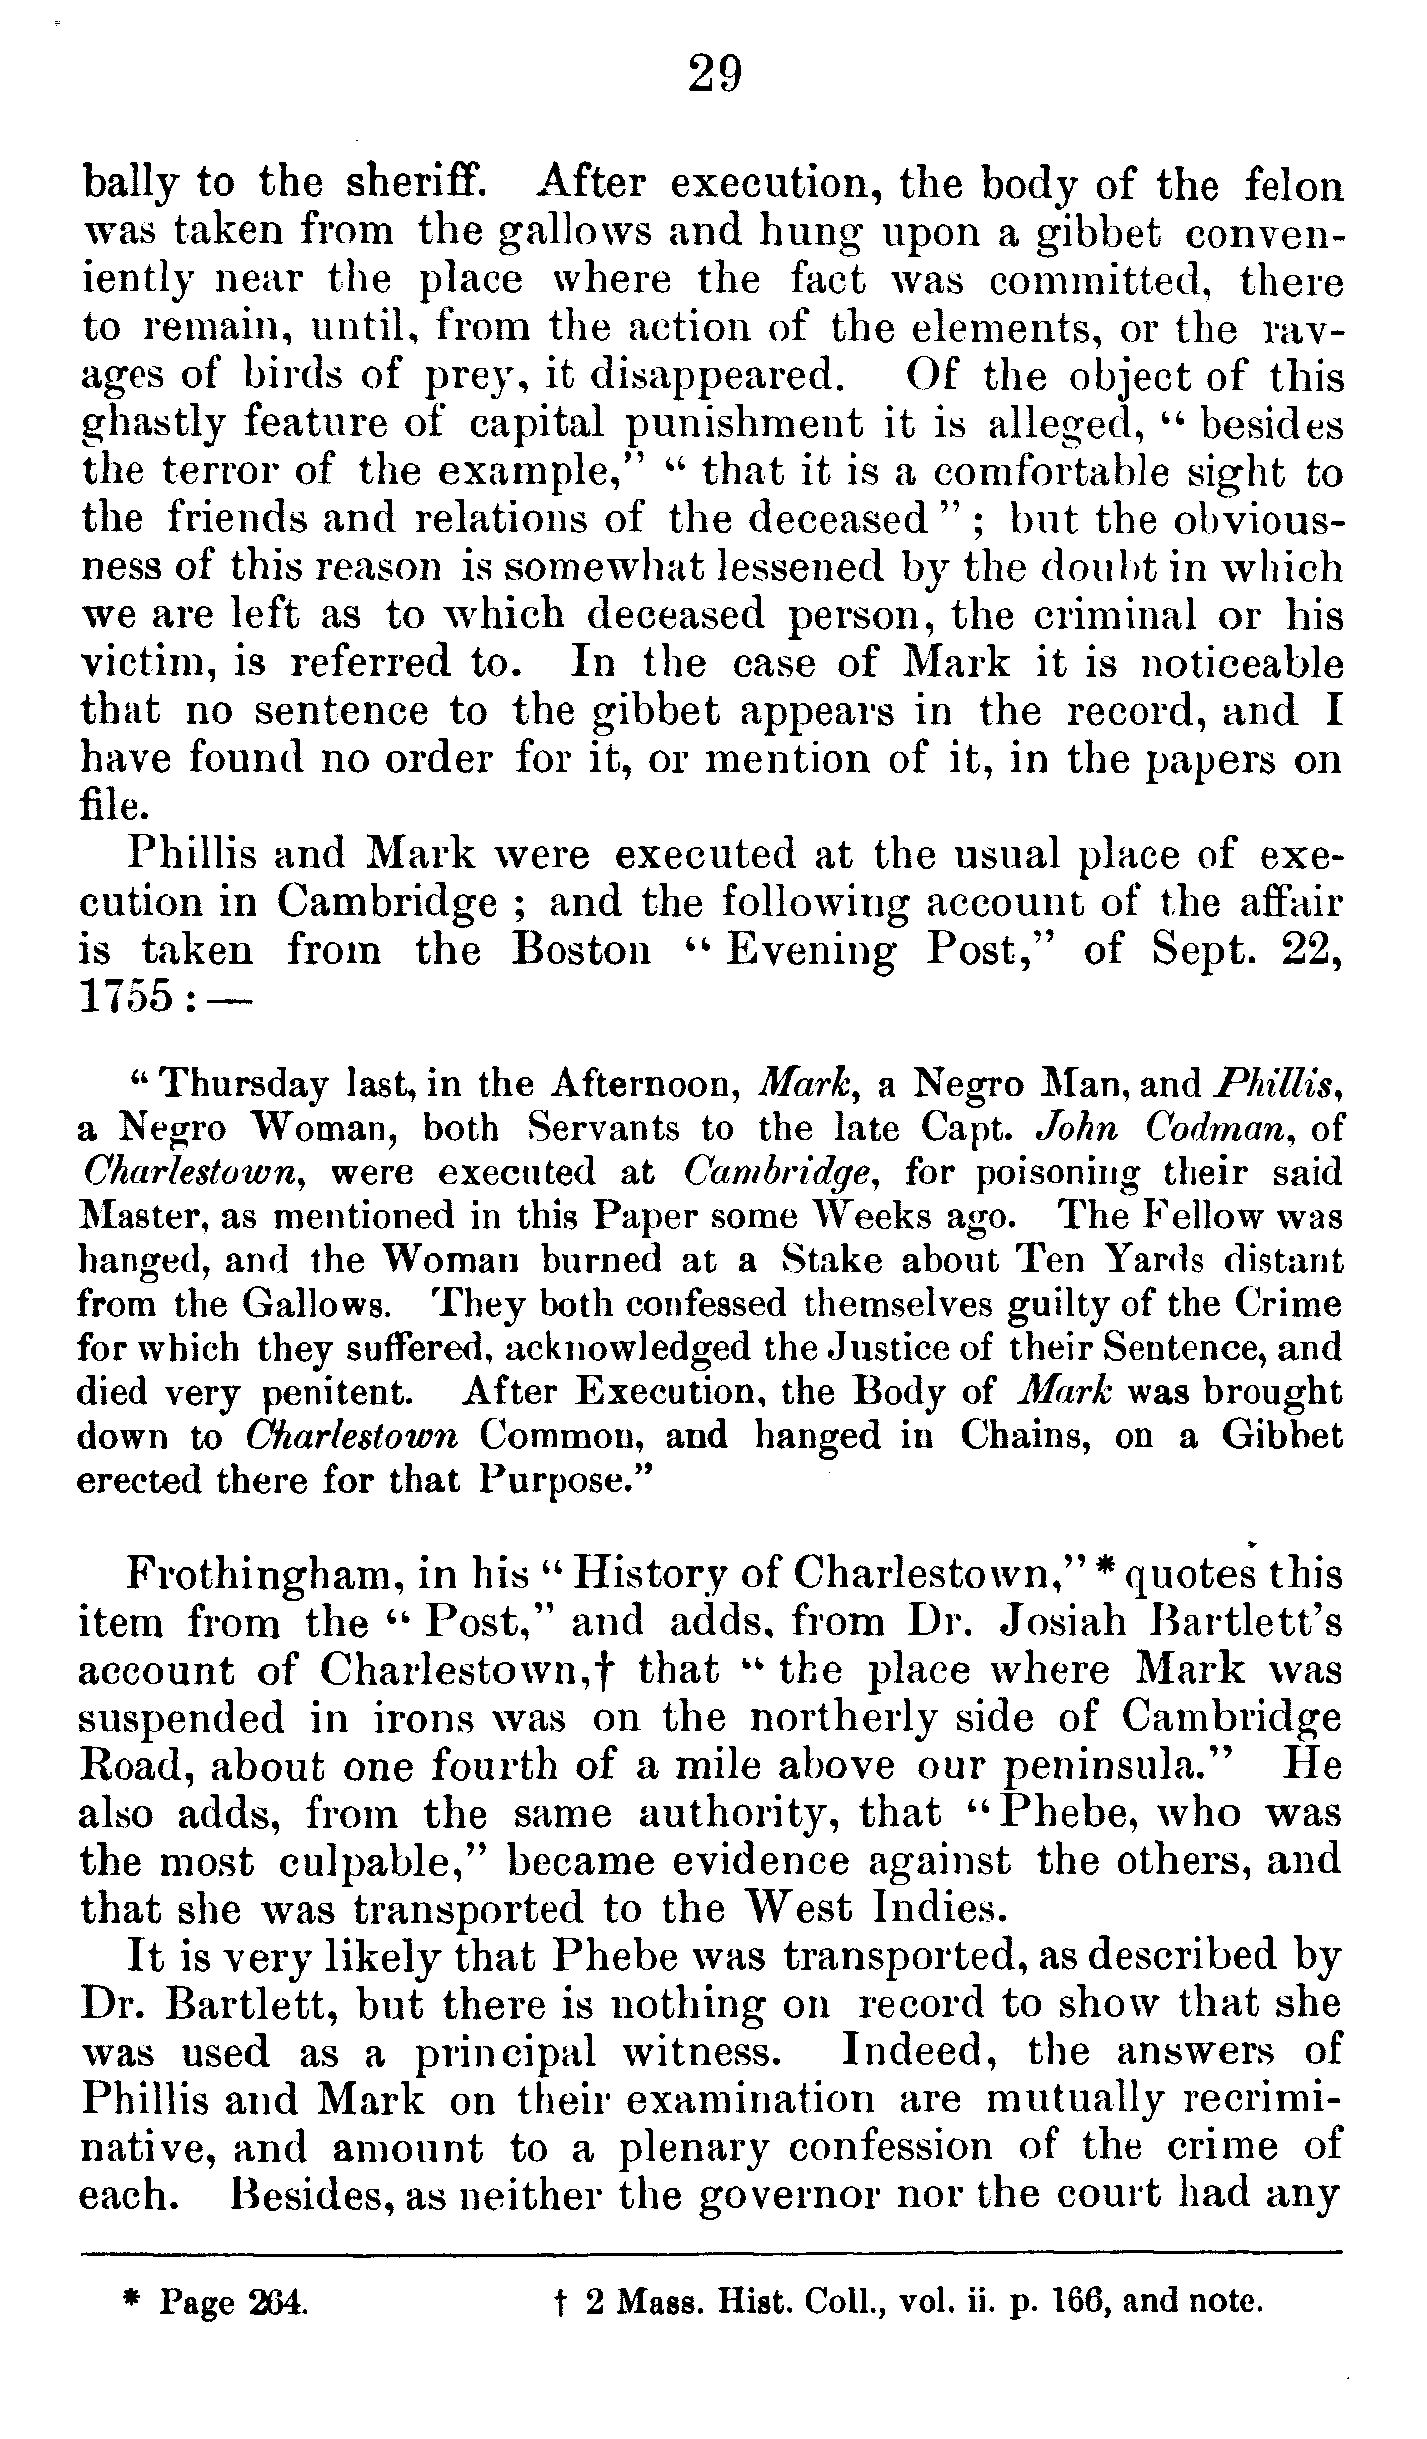 29
bally to the sheriff. After execution, the body of the felon
was taken from the gallows and hung upon a gibbet conven-
iently near the place where the fact was committed, there
to remain, until, from the action of the elements, or the rav-
ages of birds of prey, it disappeared. Of the object of this
ghastly feature of capital punishment it is alleged, " besides
the terror of the example," " that it is a comfortable sight to
the friends and relations of the deceased " ; but the obvious-
ness of this reason is somewhat lessened by the doubt in which
we are left as to which deceased person, the criminal or his
victim, is referred to. In the case of Mark it is noticeable
that no sentence to the gibbet appears in the record, and I
have found no order for it, or mention of it, in the papers on
file.
Phillis and Mark were executed at the usual place of exe-
cution in Cambridge ; and the following account of the affair
is taken from the Boston " Evening Post," of Sept. 22,
1755 : —
" Thursday last, in the Afternoon, Mark, a Negro Man, and Phillis,
a Negro Woman, both Servants to the late Capt. John Codman, of
Charlestown, were executed at Cambridge, for poisoning their said
Master, as mentioned in this Paper some Weeks ago. The Fellow was
hanged, and the Woman burned at a Stake about Ten Yards distant
from the Gallows. They both confessed themselves guilty of the Crime
for which they suffered, acknowledged the Justice of their Sentence, and
died very penitent. After Execution, the Body of Mark was brought
down to Charlestown Common, and hanged in Chains, on a Gibbet
erected there for that Purpose."
Frothingham, in his " History of Charlestown," * quotes this
item from the " Post," and adds, from Dr. Josiah Bartlett's
account of Charlestown,† that " the place where Mark was
suspended in irons was on the northerly side of Cambridge
Road, about one fourth of a mile above our peninsula." He
also adds, from the same authority, that " Phebe, who was
the most culpable," became evidence against the others, and
that she was transported to the West Indies.
It is very likely that Phebe was transported, as described by
Dr. Bartlett, but there is nothing on record to show that she
was used as a principal witness. Indeed, the answers of
Phillis and Mark on their examination are mutually recrimi-
native, and amount to a plenary confession of the crime of
each. Besides, as neither the governor nor the court had any
* Page 264. † 2 Mass. Hist. Coll., vol. ii. p. 166, and note.